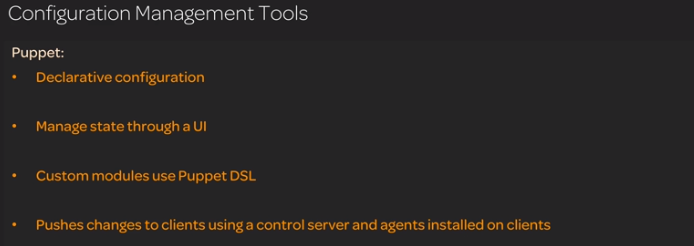 Configuration Management Tools
Puppet:
• Declarative configuration
• Manage state through a UI
• Custom modules use Puppet DSL
• Pushes changes to clients using a control server and agents installed on clients